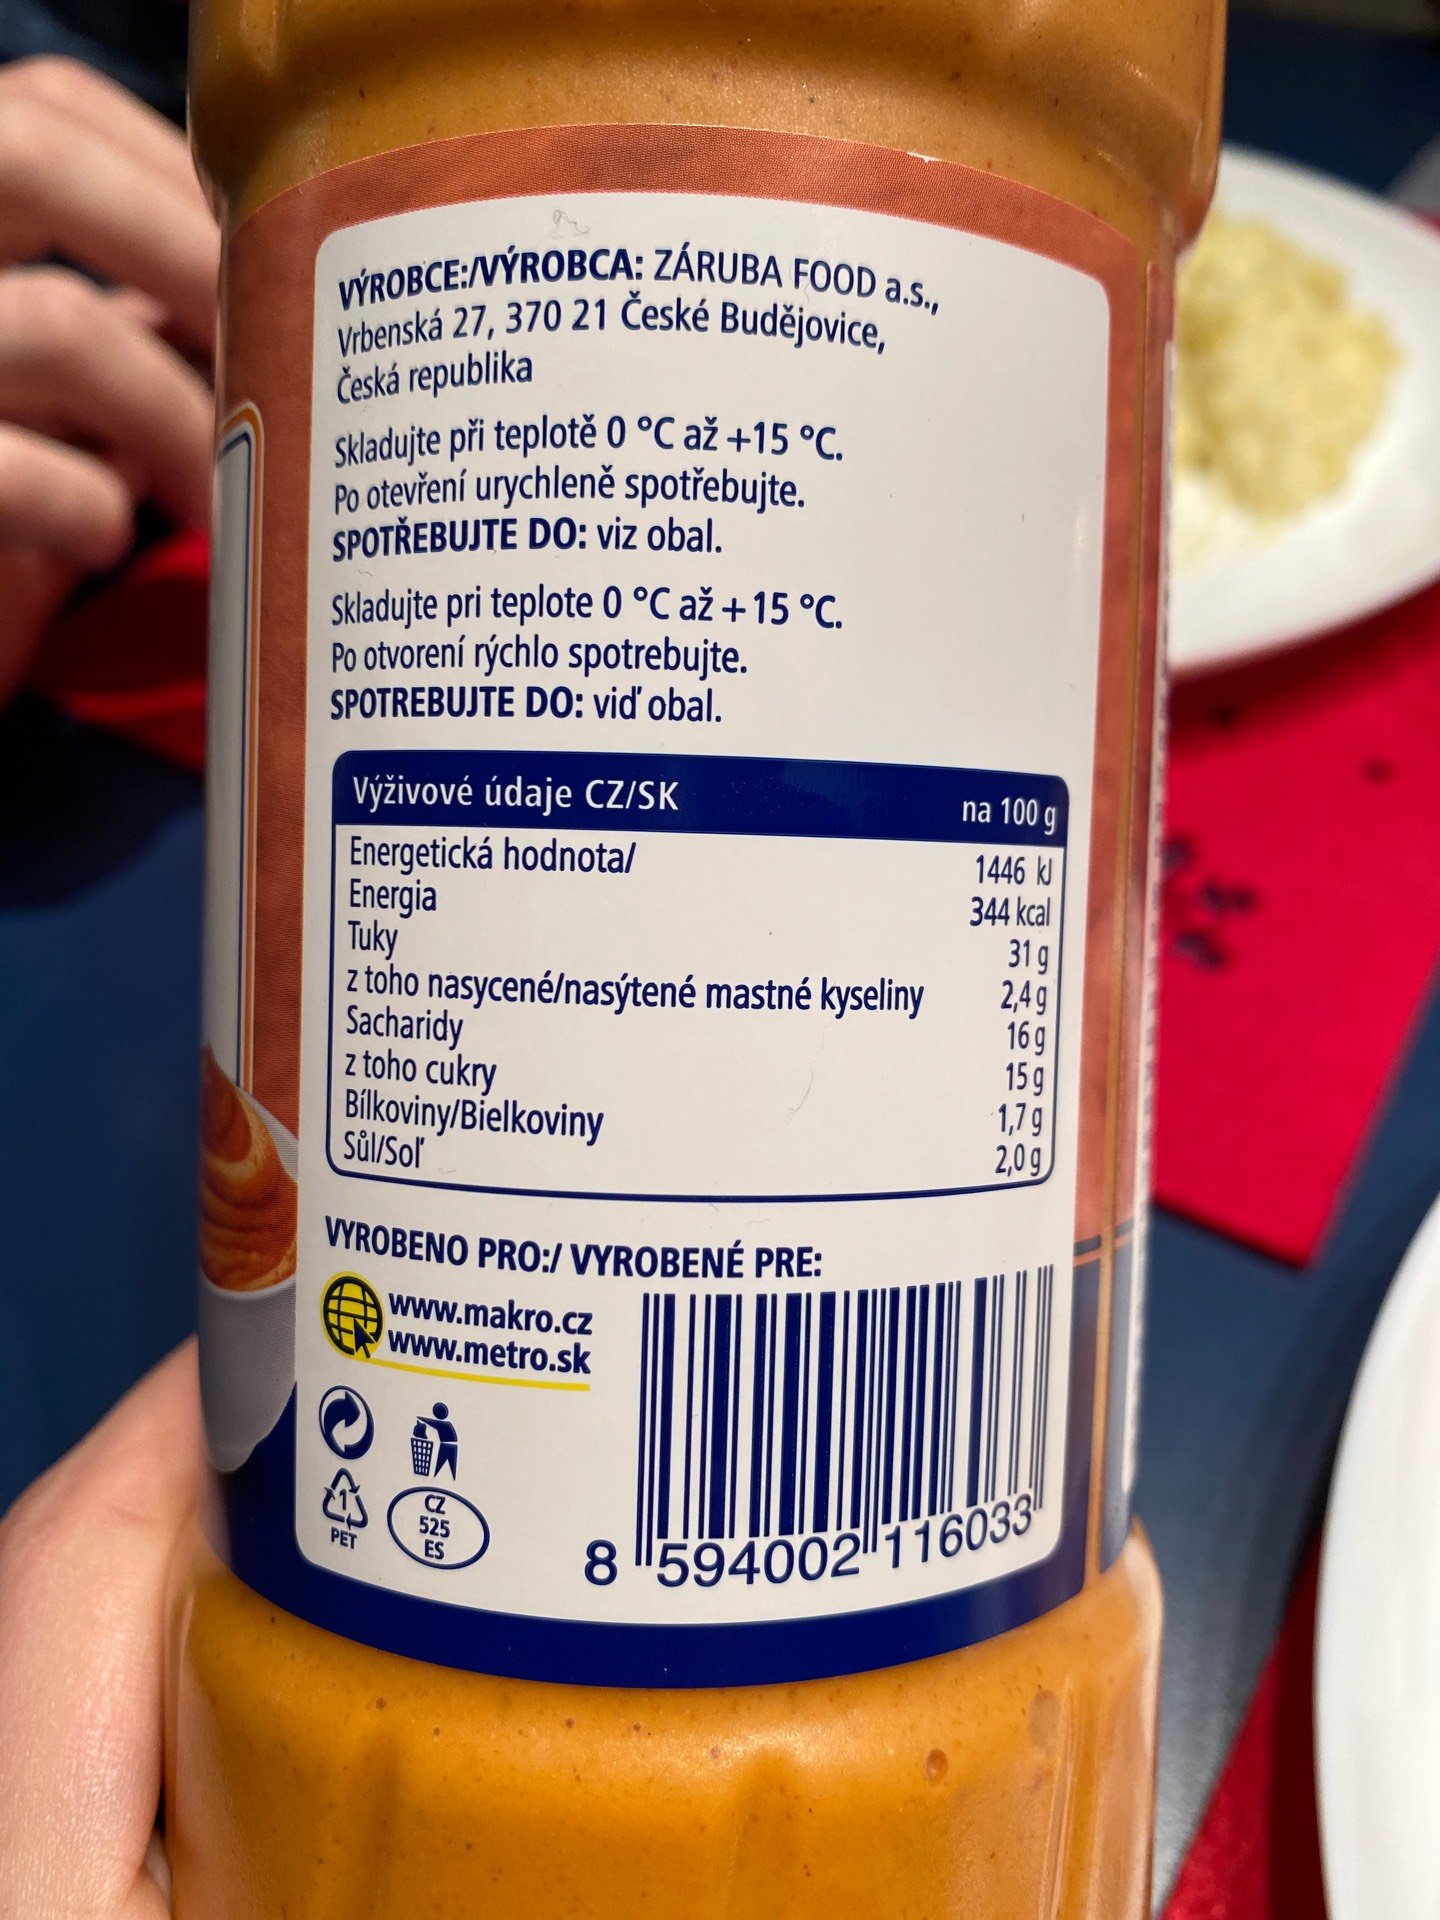 VÝROBCE:/VÝROBCA: ZÁRUBA FOOD a.s.,
Vrbenská 27, 370 21 České Budějovice,
Česká republika
Skladujte při teplotě 0 °C až +15 °C.
Po otevření urychleně spotřebujte.
SPOTŘEBUJTE DO: viz obal.
Skladujte pri teplote 0 °C až +15 °C.
Po otvorení rýchlo spotrebujte.
SPOTREBUJTE DO: viď obal.
Výživové údaje CZ/SK na 100 g
Energetická hodnota/ 1446 kJ
Energia 344 kcal
Tuky 31 g
z toho nasycené/nasýtené mastné kyseliny 2,4 g
Sacharidy 16 g
z toho cukry 15 g
Bílkoviny/Bielkoviny 1,7 g
Sůl/Soľ 2,0 g
VYROBENO PRO:/ VYROBENÉ PRE:
www.makro.cz
www.metro.sk
1
PET
CZ
525
ES
8 594002 116033